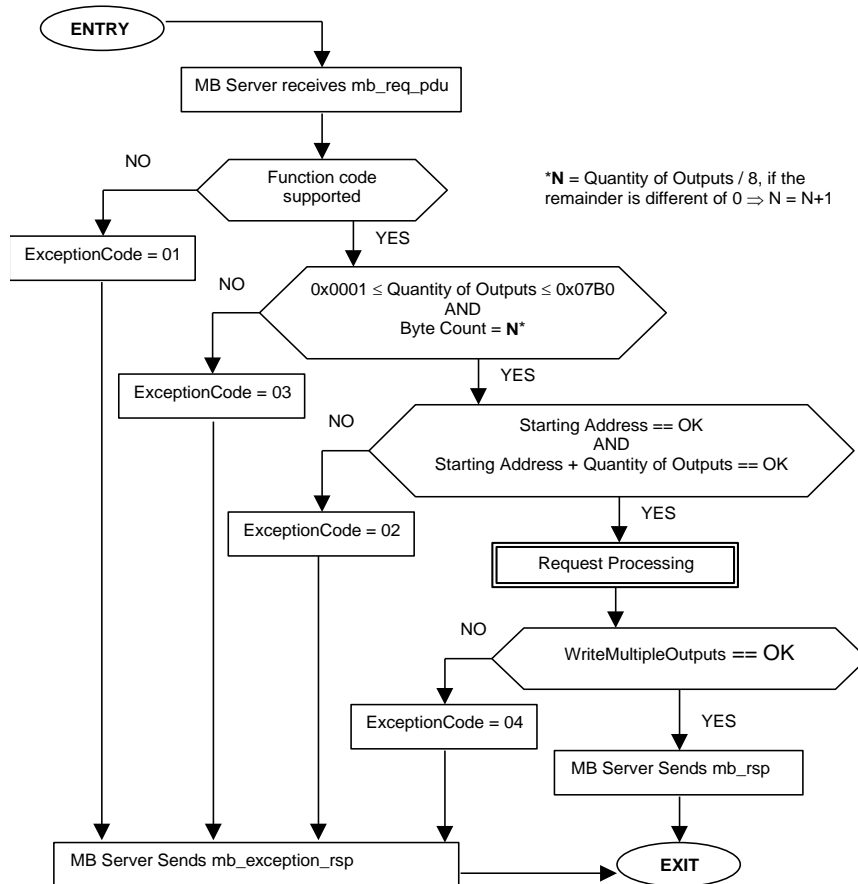 ENTRY
MB Server receives mb_req_pdu
NO
Function code
supported
*N = Quantity of Outputs / 8, if the
remainder is different of 0 ⇒ N = N+1
YES
ExceptionCode = 01
NO
0x0001 ≤ Quantity of Outputs ≤ 0x07B0
AND
Byte Count = N*
YES
ExceptionCode = 03
NO
Starting Address == OK
AND
Starting Address + Quantity of Outputs == OK
YES
ExceptionCode = 02
Request Processing
NO
WriteMultipleOutputs == OK
ExceptionCode = 04
YES
MB Server Sends mb_rsp
MB Server Sends mb_exception_rsp
EXIT